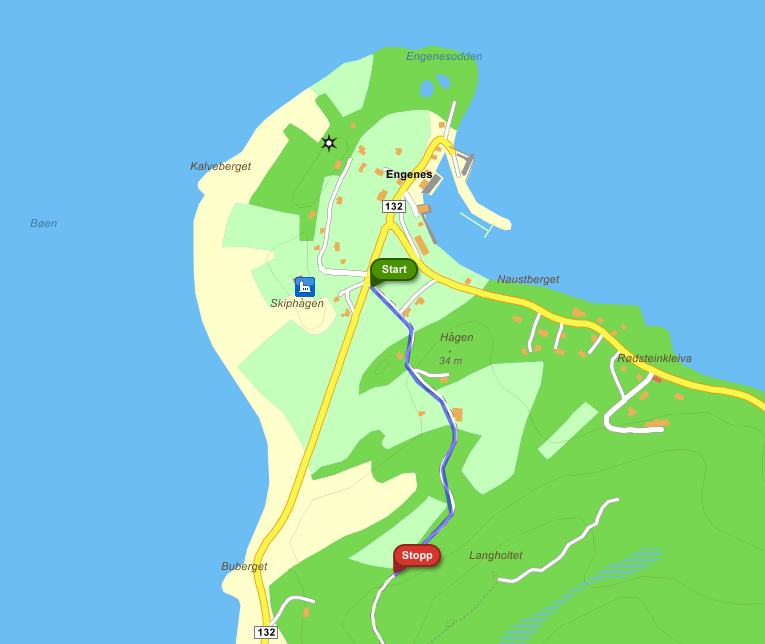 Engenesodden
Kalveberget
Engenes
132
Bøen
Start
Naustberget
Skiphågen
Hågen
34 m
Rødsteinkleiva
Stopp
Langholtet
Buberget
132